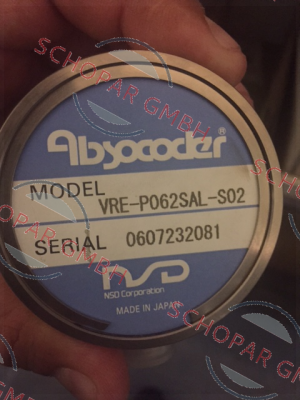 SCHOPAR GMBH
Absocoder®
MODEL VRE-P062SAL-S02
SERIAL 0607232081
NSD
NSD Corporation
MADE IN JAPAN
SCHOPAR GMBH
SCHOPAR GMBH